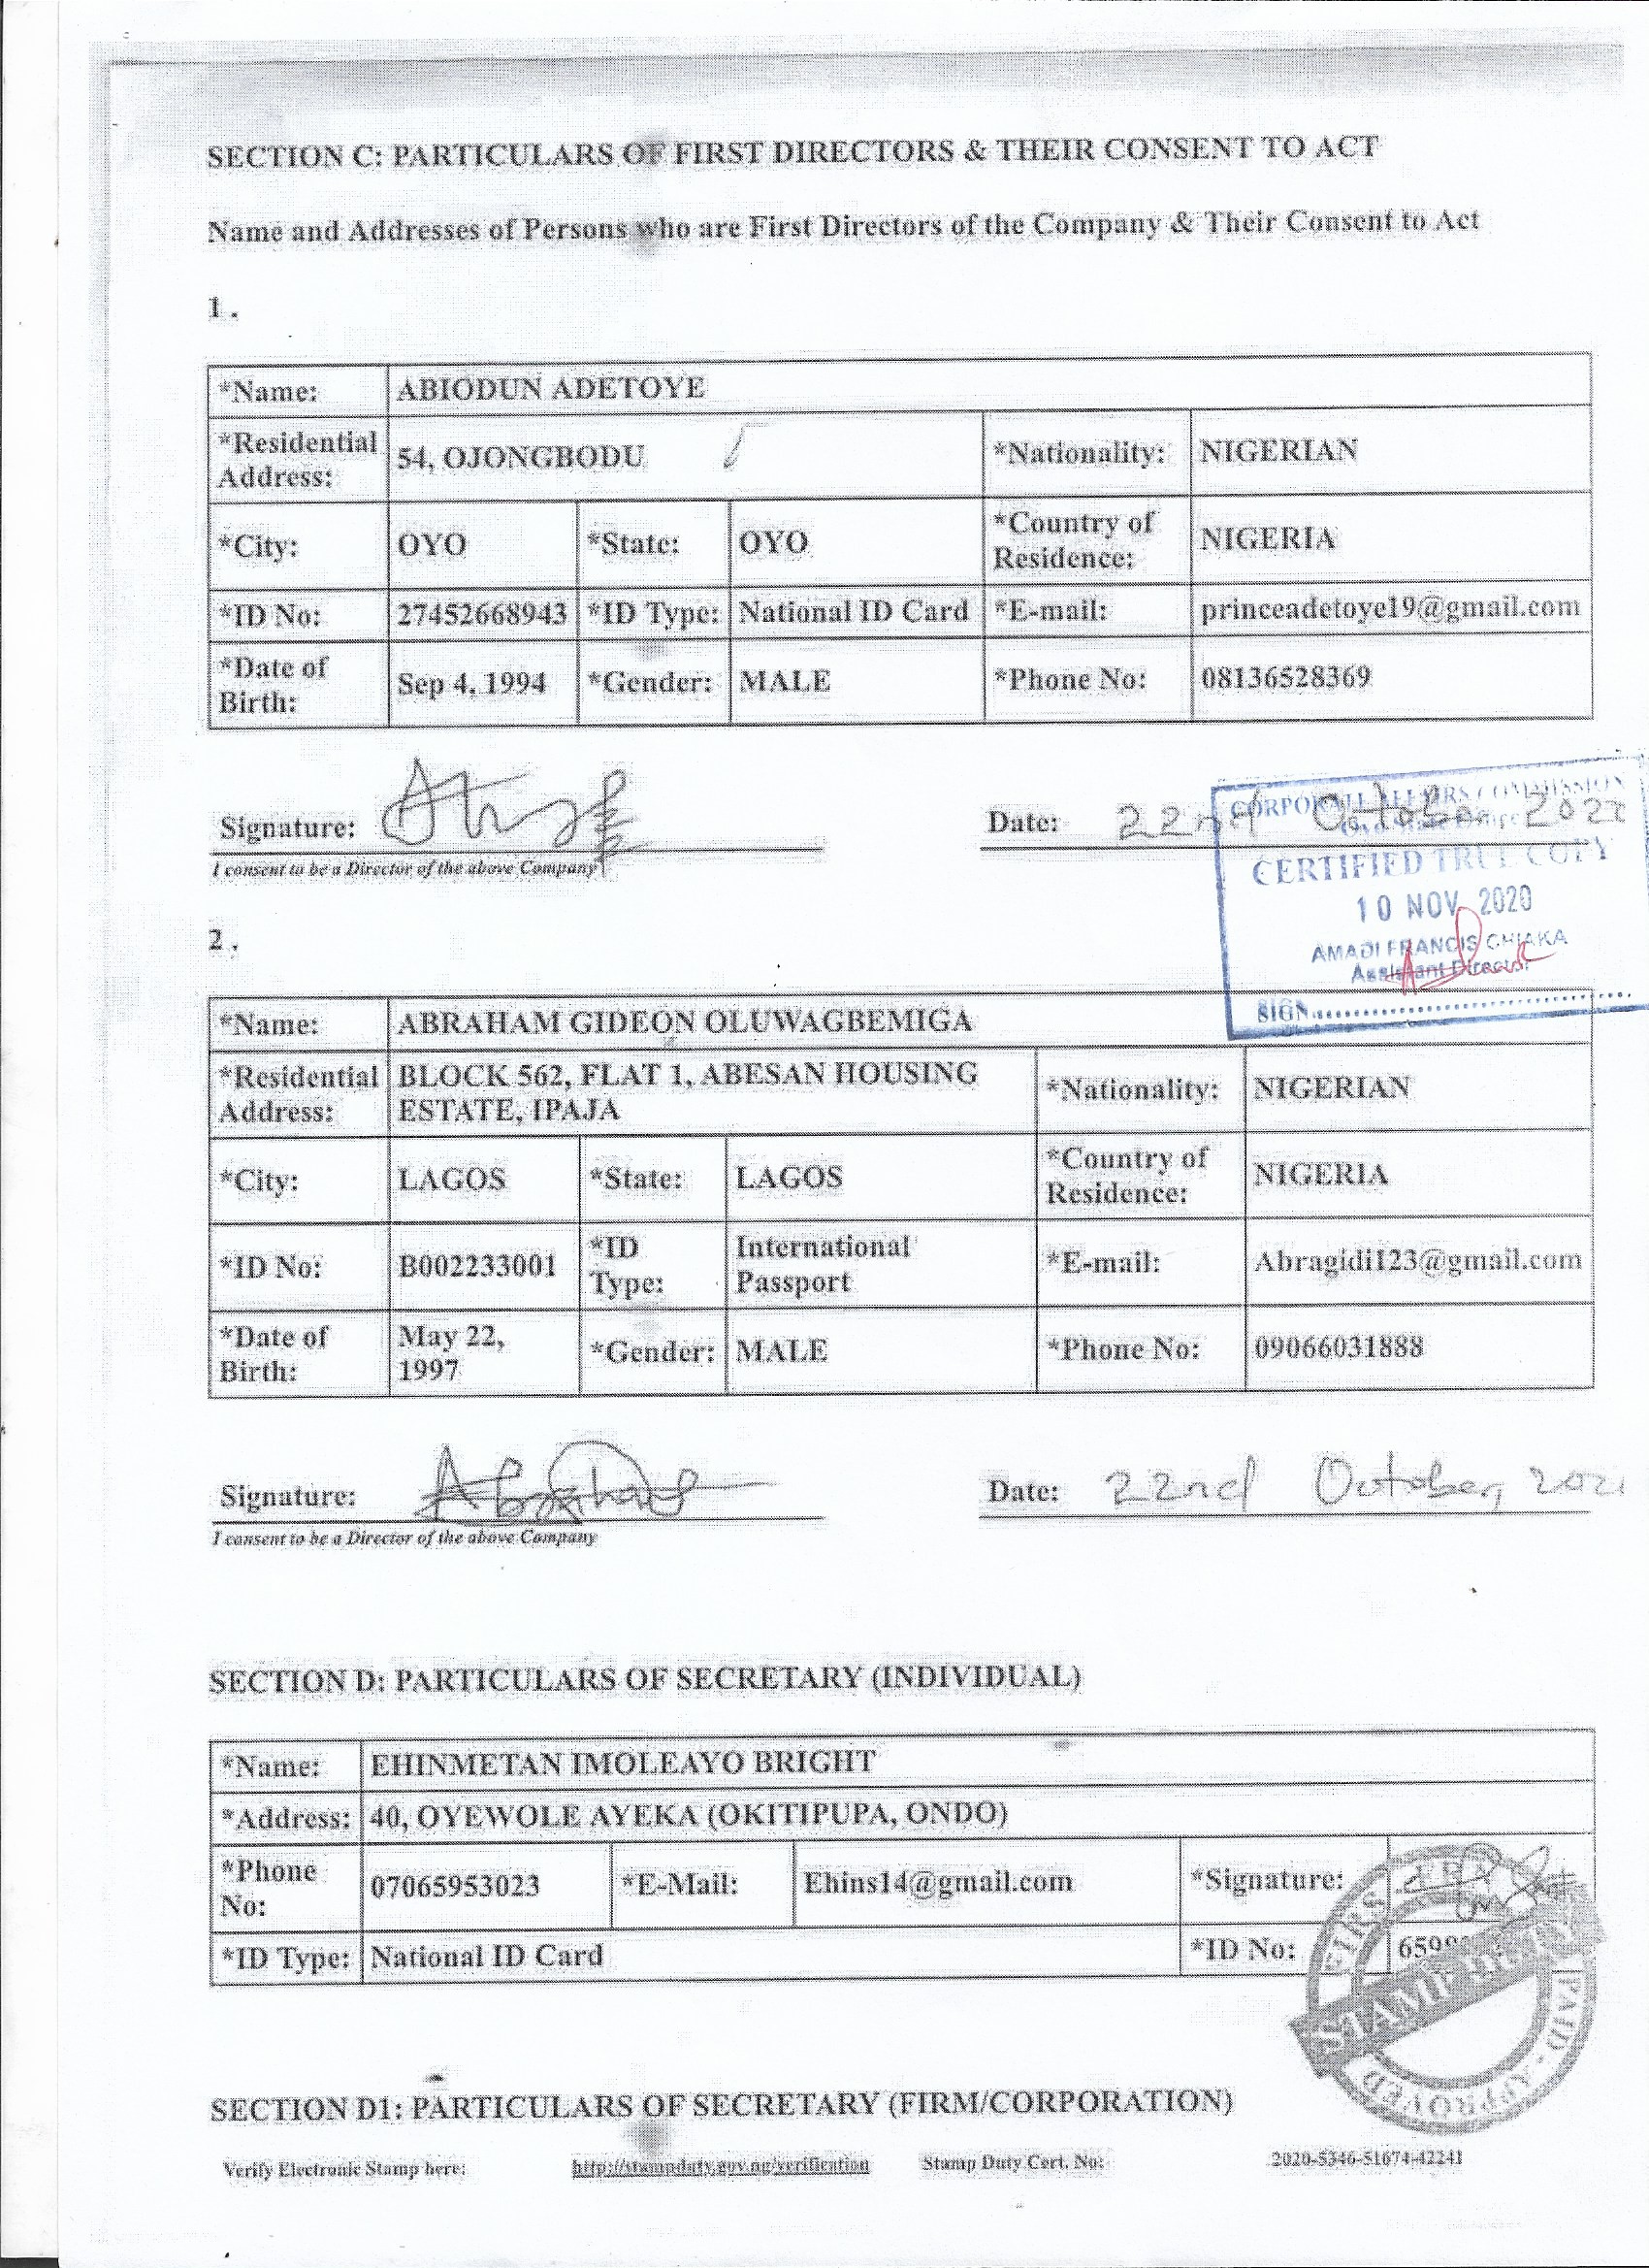 SECTION C: PARTICULARS OF FIRST DIRECTORS & THEIR CONSENT TO ACT
Name and Addresses of Persons who are First Directors of the Company & Their Consent to Act
1.
*Name: ABIODUN ADETOYE
*Residential Address: 54, OJONGBODU *Nationality: NIGERIAN
*City: OYO *State: OYO *Country of Residence: NIGERIA
*ID No: 27452668943 *ID Type: National ID Card *E-mail: princeadetoye19@gmail.com
*Date of Birth: Sep 4, 1994 *Gender: MALE *Phone No: 08136528369
Signature: Date: 22nd October, 2020
I consent to be a Director of the above Company
CORPORATE AFFAIRS COMMISSION
CERTIFIED TRUE COPY
10 NOV 2020
AMADI FRANCIS CHIAKA
Assistant Director
SIGN
2.
*Name: ABRAHAM GIDEON OLUWAGBEMIGA
*Residential Address: BLOCK 562, FLAT 1, ABESAN HOUSING ESTATE, IPAJA *Nationality: NIGERIAN
*City: LAGOS *State: LAGOS *Country of Residence: NIGERIA
*ID No: B002233001 *ID Type: International Passport *E-mail: Abragidi123@gmail.com
*Date of Birth: May 22, 1997 *Gender: MALE *Phone No: 09066031888
Signature: Date: 22nd October,
I consent to be a Director of the above Company
SECTION D: PARTICULARS OF SECRETARY (INDIVIDUAL)
*Name: EHINMETAN IMOLEAYO BRIGHT
*Address: 40, OYEWOLE AYEKA (OKITIPUPA, ONDO)
*Phone No: 07065953023 *E-Mail: Ehins14@gmail.com *Signature:
*ID Type: National ID Card *ID No:
FIRS
STAMP DUTY
PAID - APPROVED
SECTION D1: PARTICULARS OF SECRETARY (FIRM/CORPORATION)
Verify Electronic Stamp here: http://stampduty.gov.ng/verification Stamp Duty Cert. No: 2020-5346-51674-42241